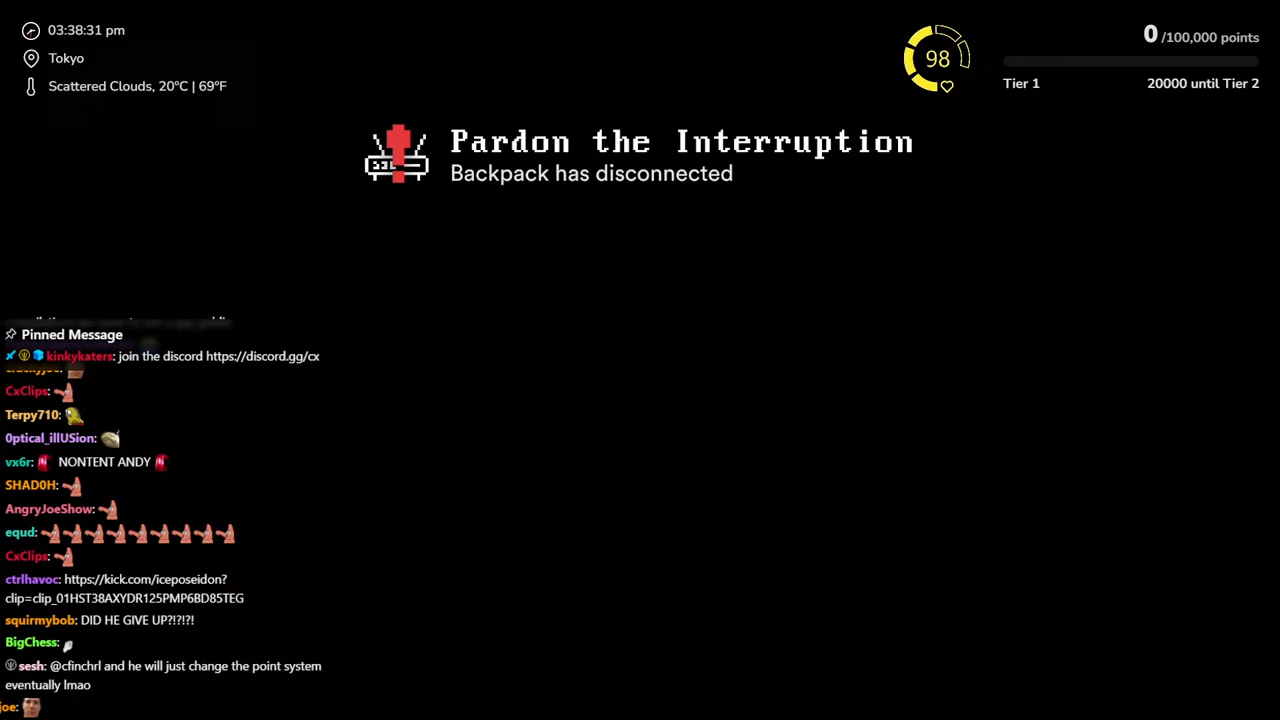 03:38:31 pm
Tokyo
Scattered Clouds, 20°C | 69°F
98
0 /100,000 points
Tier 1 20000 until Tier 2
Pardon the Interruption
Backpack has disconnected
Pinned Message
kinkykaters: join the discord https://discord.gg/cx
CxClips:
Terpy710:
0ptical_illUSion:
vx6r: NONTENT ANDY
SHAD0H:
AngryJoeShow:
equd:
CxClips:
ctrlhavoc: https://kick.com/iceposeidon?
clip=clip_01HST38AXYDR125PMP6BD85TEG
squirmybob: DID HE GIVE UP?!?!?!
BigChess:
sesh: @cfinchrl and he will just change the point system
eventually lmao
joe: